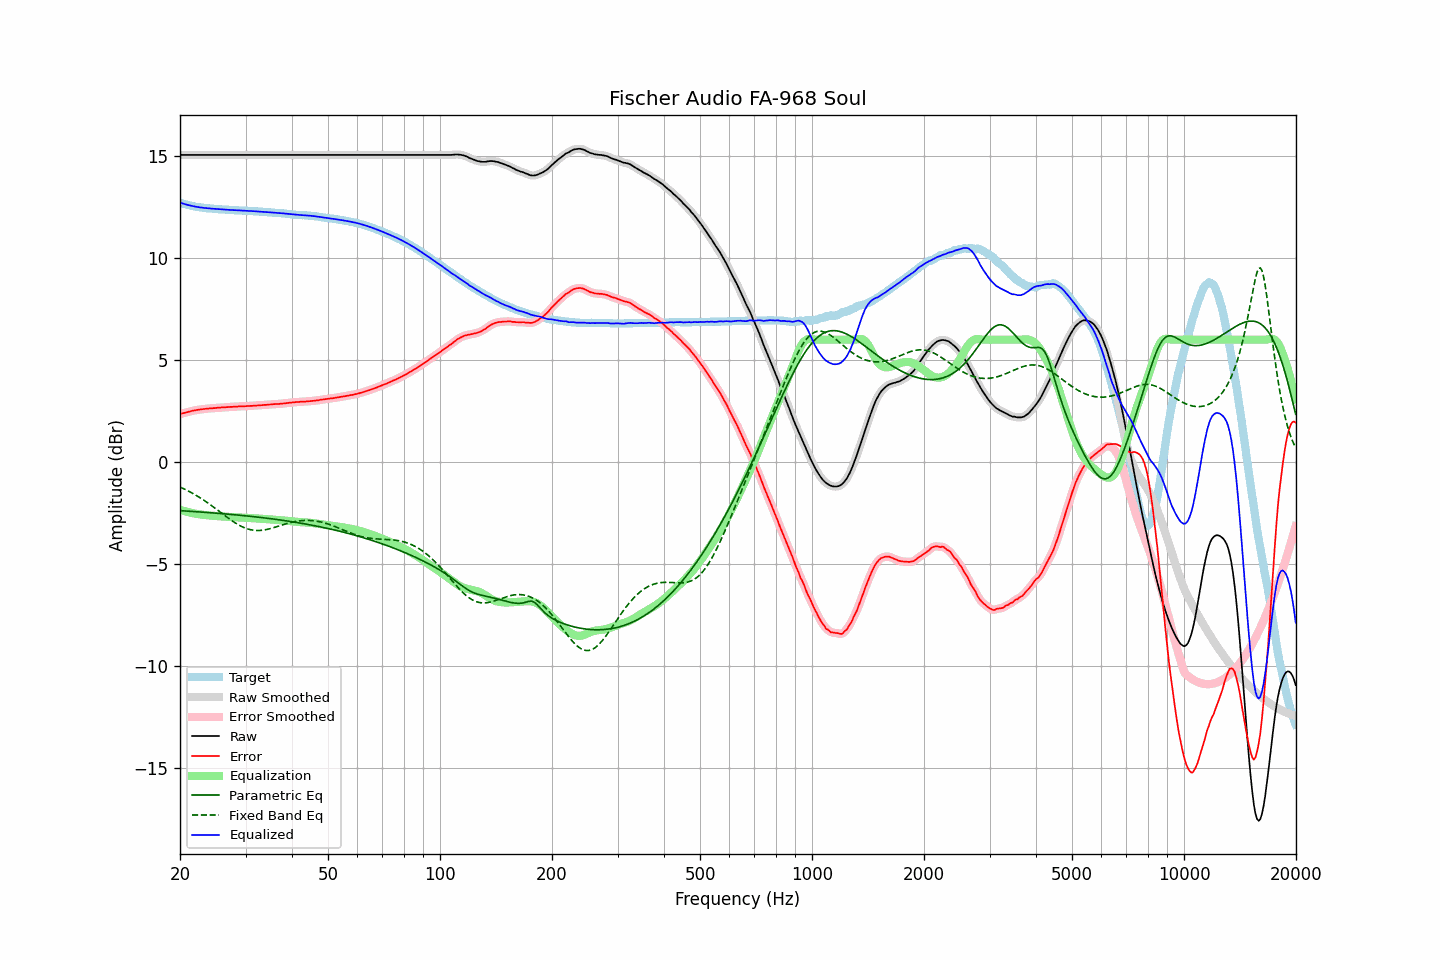 Fischer Audio FA-968 Soul
Amplitude (dBr)
15
10
5
0
−5
−10
−15
Target
Raw Smoothed
Error Smoothed
Raw
Error
Equalization
Parametric Eq
Fixed Band Eq
Equalized
20 50 100 200 500 1000 2000 5000 10000 20000
Frequency (Hz)